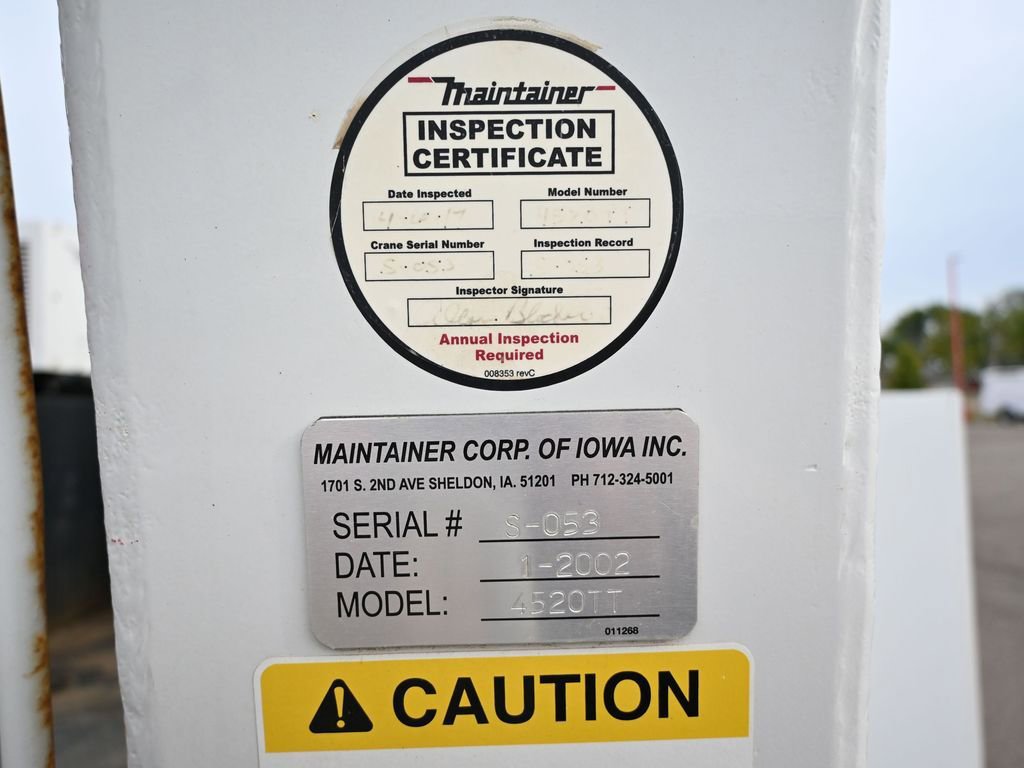 Maintainer
INSPECTION
CERTIFICATE
Date Inspected Model Number
4520TT
Crane Serial Number Inspection Record
S-053
Inspector Signature
Annual Inspection
Required
008353 revC
MAINTAINER CORP. OF IOWA INC.
1701 S. 2ND AVE SHELDON, IA. 51201 PH 712-324-5001
SERIAL # S-053
DATE: 1-2002
MODEL: 4520TT
011268
CAUTION